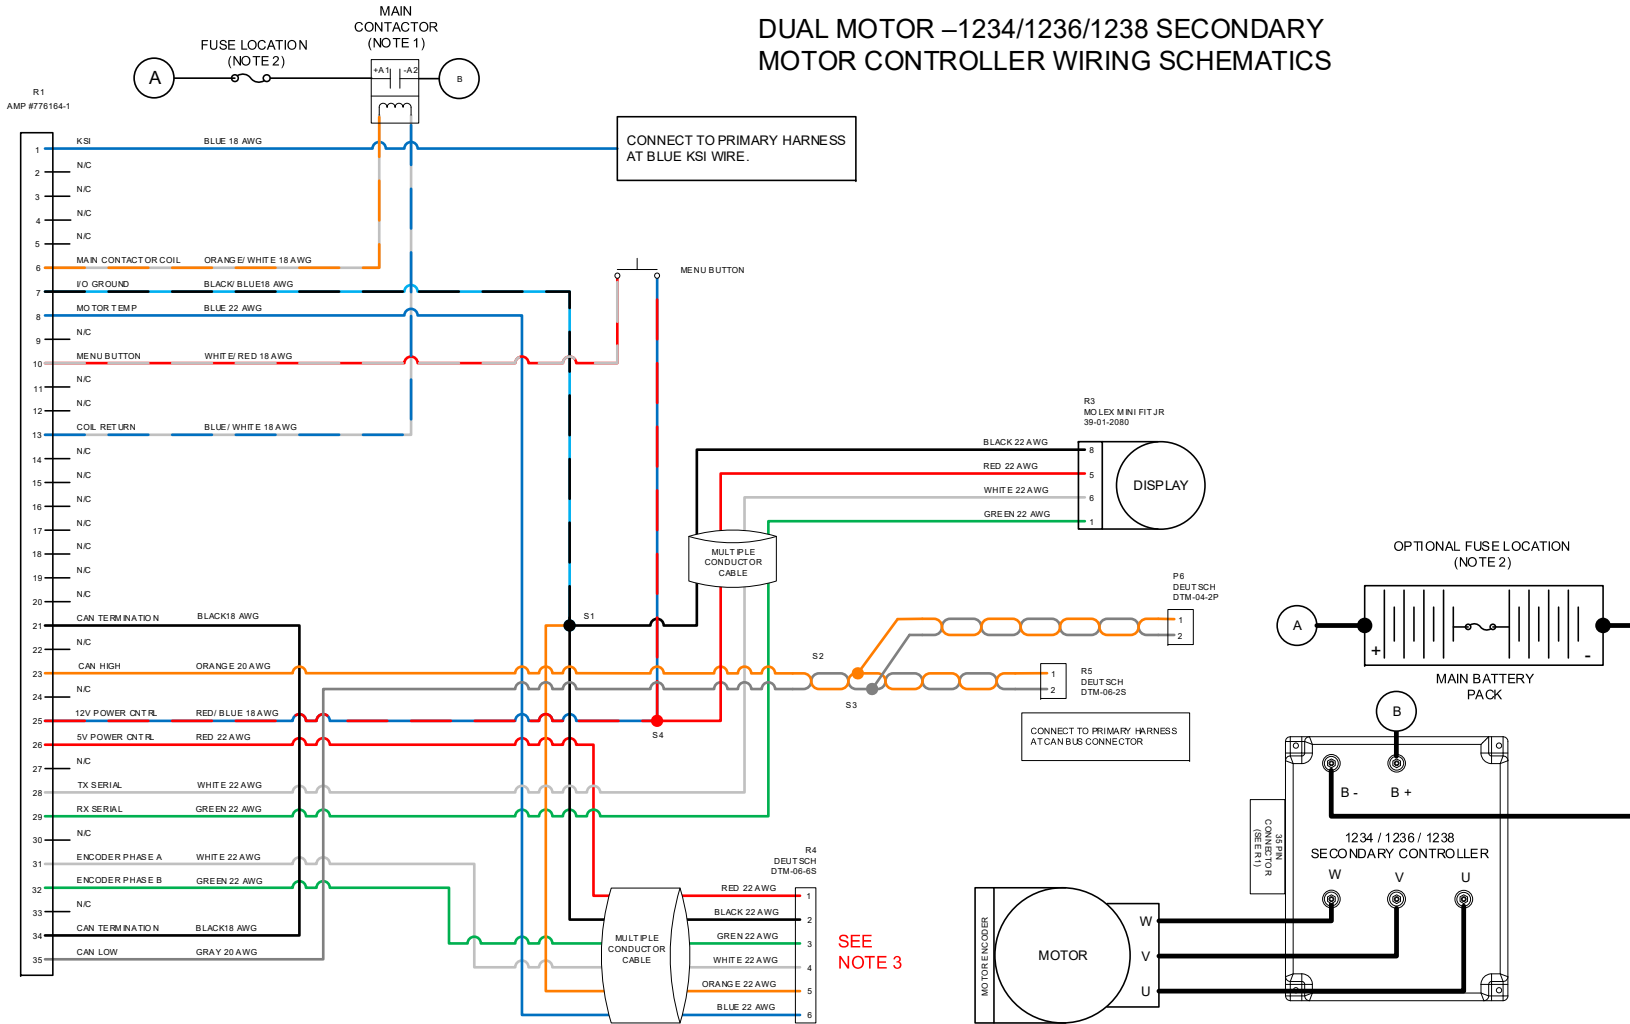 DUAL MOTOR –1234/1236/1238 SECONDARY
MOTOR CONTROLLER WIRING SCHEMATICS
MAIN
CONTACTOR
(NOTE 1)
FUSE LOCATION
(NOTE 2)
A
+A1
-A2
B
R1
AMP #776164-1
1 KSI BLUE 18 AWG
2 N/C
3 N/C
4 N/C
5 N/C
6 MAIN CONTACTOR COIL ORANGE/ WHITE 18 AWG
7 I/O GROUND BLACK/ BLUE18 AWG
8 MOTOR TEMP BLUE 22 AWG
9 N/C
10 MENU BUTTON WHITE/ RED 18 AWG
11 N/C
12 N/C
13 COIL RETURN BLUE/ WHITE 18 AWG
14 N/C
15 N/C
16 N/C
17 N/C
18 N/C
19 N/C
20 N/C
21 CAN TERMINATION BLACK18 AWG
22 N/C
23 CAN HIGH ORANGE 20 AWG
24 N/C
25 12V POWER CNTRL RED/ BLUE 18 AWG
26 5V POWER CNTRL RED 22 AWG
27 N/C
28 TX SERIAL WHITE 22 AWG
29 RX SERIAL GREEN 22 AWG
30 N/C
31 ENCODER PHASE A WHITE 22 AWG
32 ENCODER PHASE B GREEN 22 AWG
33 N/C
34 CAN TERMINATION BLACK18 AWG
35 CAN LOW GRAY 20 AWG
CONNECT TO PRIMARY HARNESS
AT BLUE KSI WIRE.
MENU BUTTON
R3
MOLEX MINI FIT JR
39-01-2080
BLACK 22 AWG 8
RED 22 AWG 5
WHITE 22 AWG 6
GREEN 22 AWG 1
DISPLAY
MULTIPLE
CONDUCTOR
CABLE
S1
S2
S3
S4
P6
DEUTSCH
DTM-04-2P
1
2
R5
DEUTSCH
DTM-06-2S
1
2
CONNECT TO PRIMARY HARNESS
AT CAN BUS CONNECTOR
R4
DEUTSCH
DTM-06-6S
RED 22 AWG 1
BLACK 22 AWG 2
GREN 22 AWG 3
WHITE 22 AWG 4
ORANGE 22 AWG 5
BLUE 22 AWG 6
MULTIPLE
CONDUCTOR
CABLE
SEE
NOTE 3
OPTIONAL FUSE LOCATION
(NOTE 2)
A
+
-
MAIN BATTERY
PACK
B
B -
B +
35 PIN
CONNECTOR
(SEE R1)
1234 / 1236 / 1238
SECONDARY CONTROLLER
W
V
U
MOTOR ENCODER
MOTOR
W
V
U